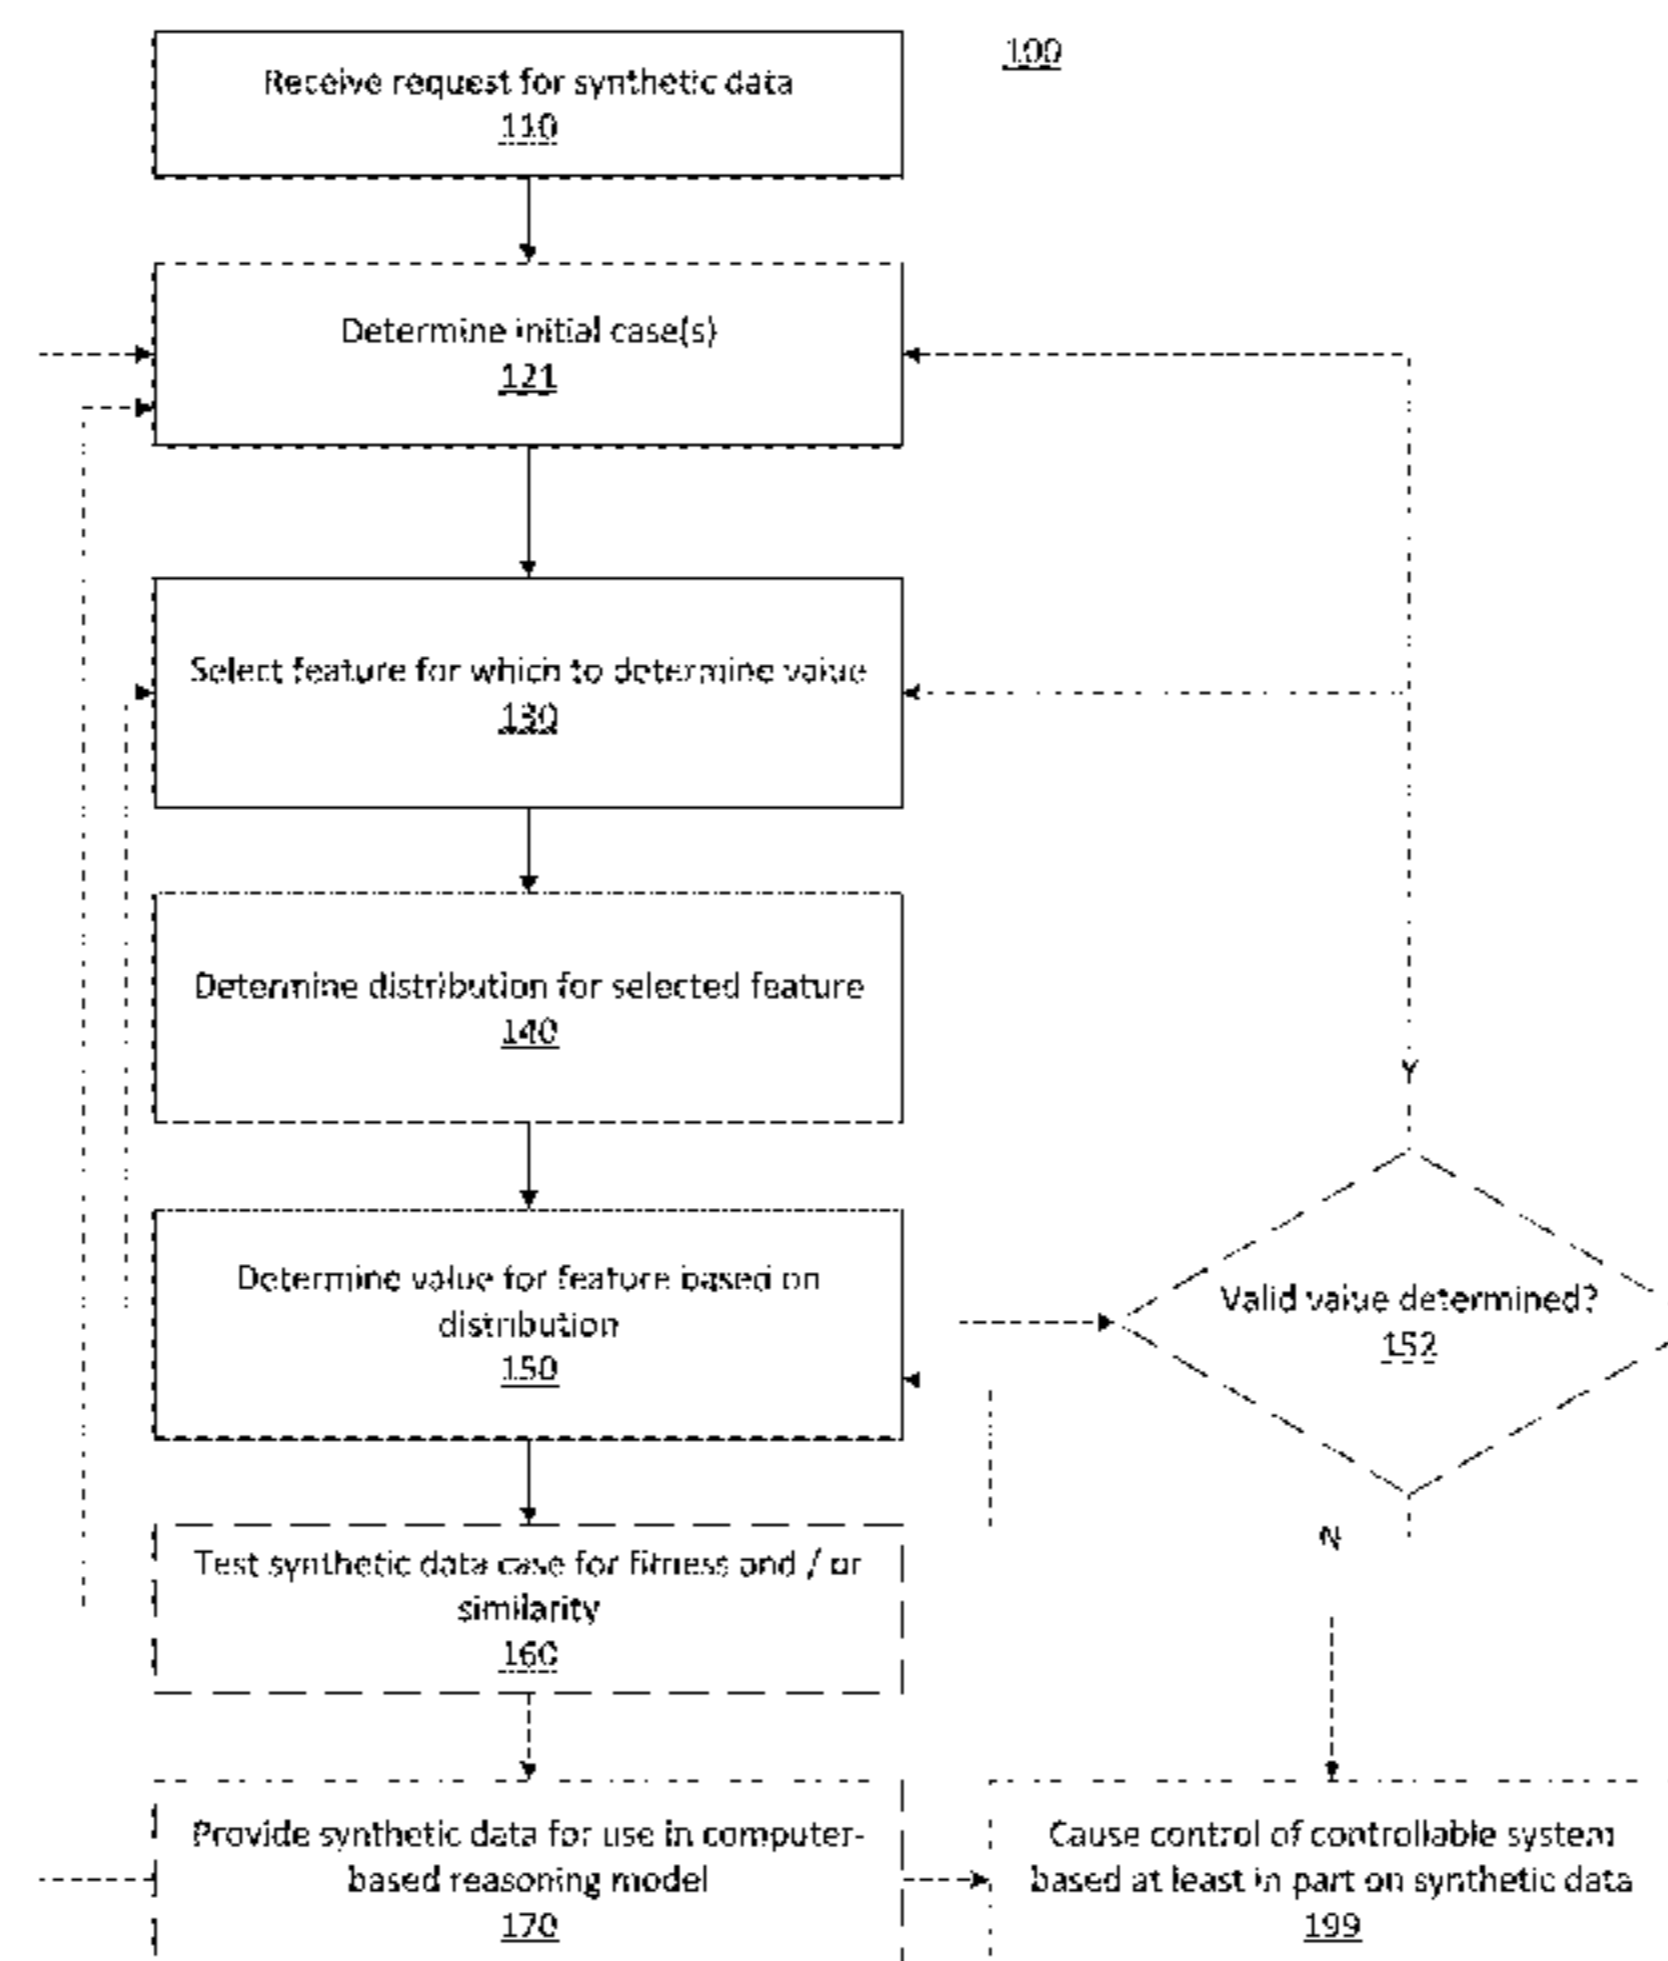 100
Receive request for synthetic data
110
Determine initial case(s)
121
Select feature for which to determine value
130
Determine distribution for selected feature
140
Y
Determine value for feature based on
distribution
150
Valid value determined?
152
N
Test synthetic data case for fitness and / or
similarity
160
Provide synthetic data for use in computer-
based reasoning model
170
Cause control of controllable system
based at least in part on synthetic data
199